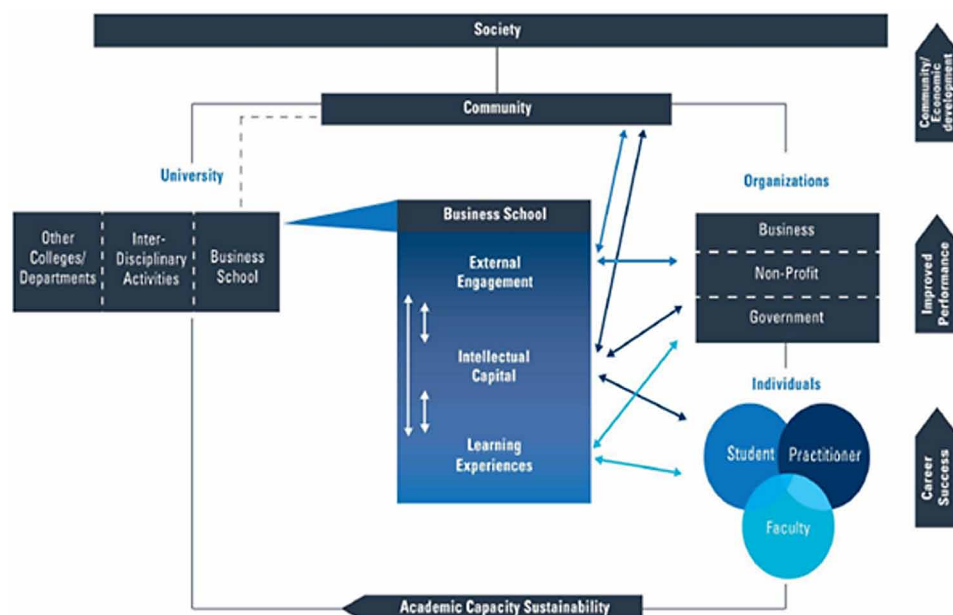 Society
Community
University
Organizations
Other
Colleges/
Departments
Inter-
Disciplinary
Activities
Business
School
Business School
External
Engagement
Intellectual
Capital
Learning
Experiences
Business
Non-Profit
Government
Individuals
Student
Practitioner
Faculty
Community/
Economic
development
Improved
Performance
Career
Success
Academic Capacity Sustainability